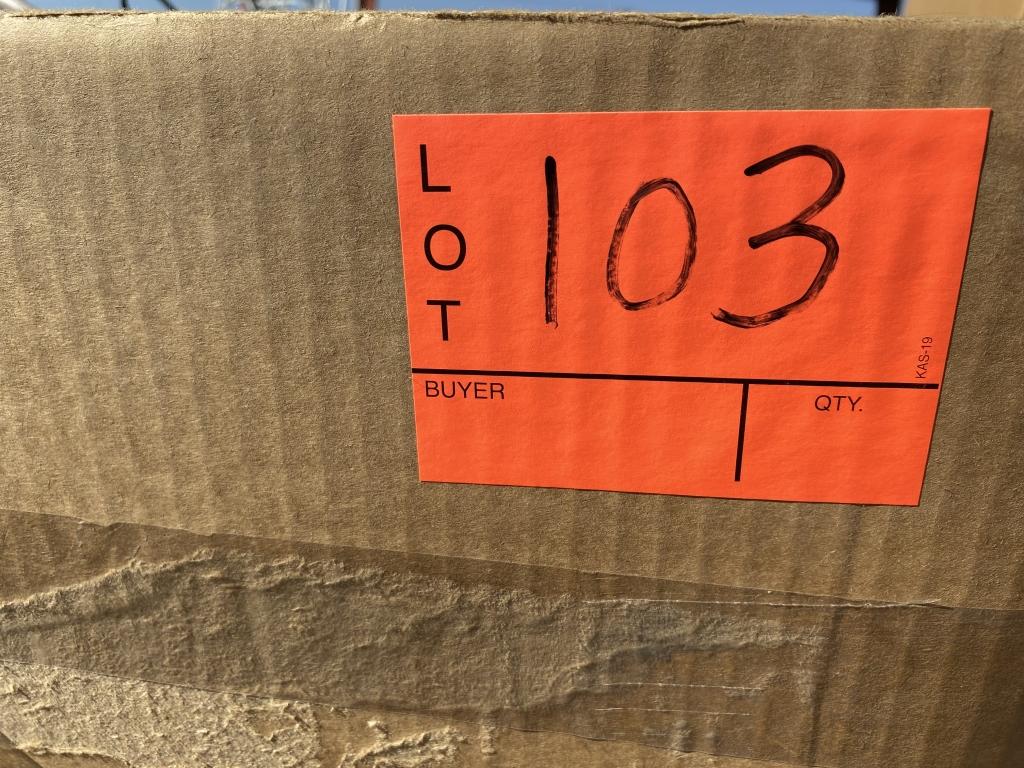 LOT 103
KAS-19
BUYER QTY.